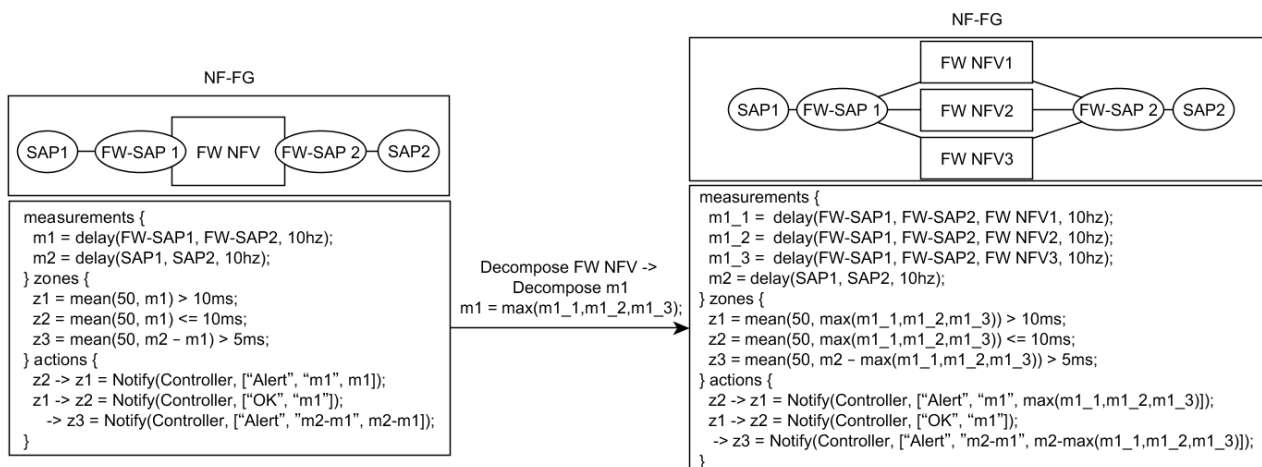 NF-FG
SAP1
FW-SAP 1
FW NFV
FW-SAP 2
SAP2
measurements {
m1 = delay(FW-SAP1, FW-SAP2, 10hz);
m2 = delay(SAP1, SAP2, 10hz);
} zones {
z1 = mean(50, m1) > 10ms;
z2 = mean(50, m1) <= 10ms;
z3 = mean(50, m2 – m1) > 5ms;
} actions {
z2 -> z1 = Notify(Controller, [“Alert”, “m1”, m1]);
z1 -> z2 = Notify(Controller, [“OK”, “m1”]);
-> z3 = Notify(Controller, [“Alert”, ”m2-m1”, m2-m1]);
}
Decompose FW NFV ->
Decompose m1
m1 = max(m1_1,m1_2,m1_3);
NF-FG
FW NFV1
SAP1
FW-SAP 1
FW NFV2
FW-SAP 2
SAP2
FW NFV3
measurements {
m1_1 = delay(FW-SAP1, FW-SAP2, FW NFV1, 10hz);
m1_2 = delay(FW-SAP1, FW-SAP2, FW NFV2, 10hz);
m1_3 = delay(FW-SAP1, FW-SAP2, FW NFV3, 10hz);
m2 = delay(SAP1, SAP2, 10hz);
} zones {
z1 = mean(50, max(m1_1,m1_2,m1_3)) > 10ms;
z2 = mean(50, max(m1_1,m1_2,m1_3)) <= 10ms;
z3 = mean(50, m2 – max(m1_1,m1_2,m1_3)) > 5ms;
} actions {
z2 -> z1 = Notify(Controller, [“Alert”, “m1”, max(m1_1,m1_2,m1_3)]);
z1 -> z2 = Notify(Controller, [“OK”, “m1”]);
-> z3 = Notify(Controller, [“Alert”, ”m2-m1”, m2-max(m1_1,m1_2,m1_3)]);
}